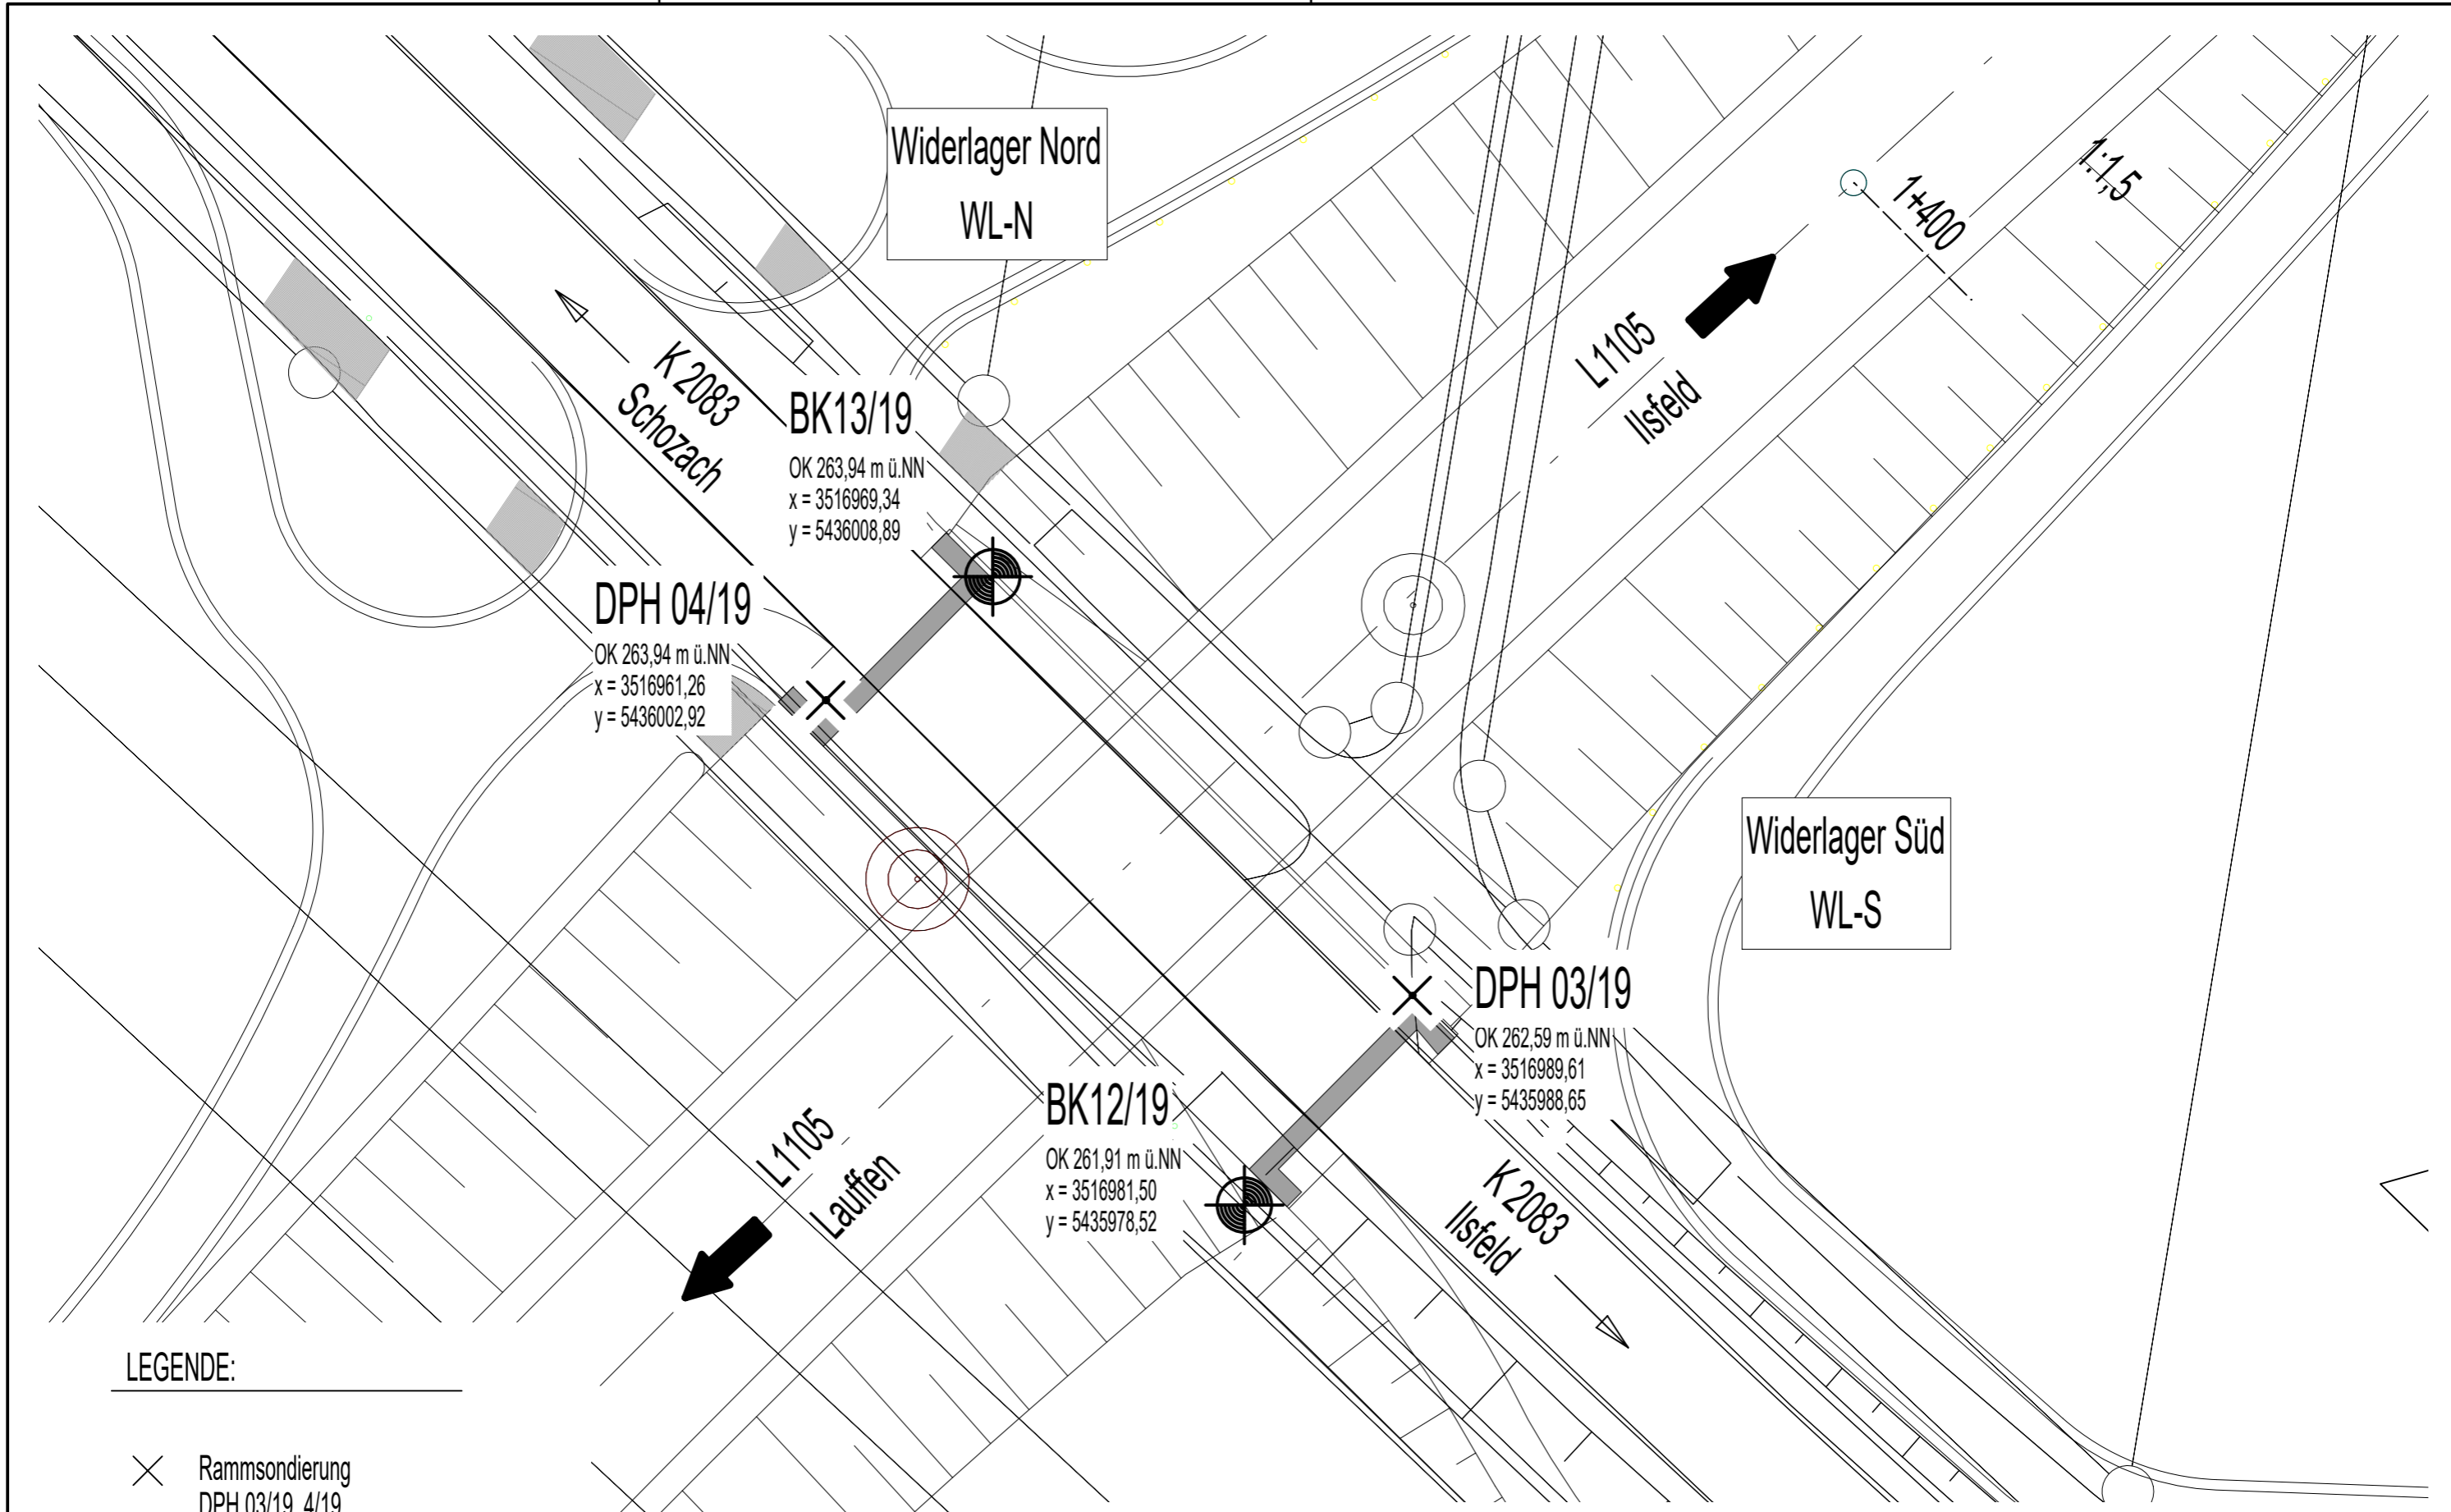 Widerlager Nord
WL-N
1:1,5
1+400
L1105
Ilsfeld
K 2083
Schozach
BK13/19
OK 263,94 m ü.NN
x = 3516969,34
y = 5436008,89
DPH 04/19
OK 263,94 m ü.NN
x = 3516961,26
y = 5436002,92
Widerlager Süd
WL-S
DPH 03/19
OK 262,59 m ü.NN
x = 3516989,61
y = 5435988,65
BK12/19
OK 261,91 m ü.NN
x = 3516981,50
y = 5435978,52
L1105
Lauffen
K 2083
Ilsfeld
LEGENDE:
Rammsondierung
DPH 03/19, 4/19